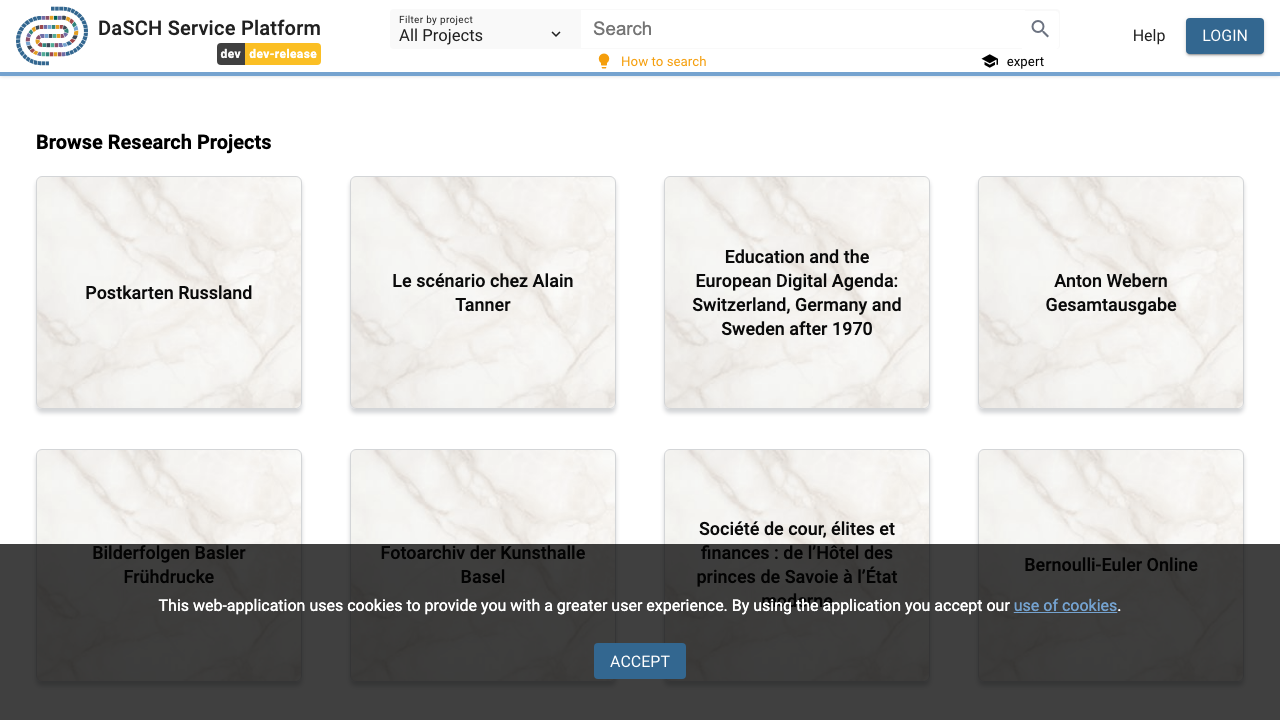 DaSCH Service Platform
dev dev-release
Filter by project
All Projects
Search
How to search
expert
Help
LOGIN
Browse Research Projects
Postkarten Russland
Le scénario chez Alain
Tanner
Education and the
European Digital Agenda:
Switzerland, Germany and
Sweden after 1970
Anton Webern
Gesamtausgabe
Bilderfolgen Basler
Frühdrucke
Fotoarchiv der Kunsthalle
Basel
Société de cour, élites et
finances : de l’Hôtel des
princes de Savoie à l’État
moderne
Bernoulli-Euler Online
This web-application uses cookies to provide you with a greater user experience. By using the application you accept our use of cookies.
ACCEPT